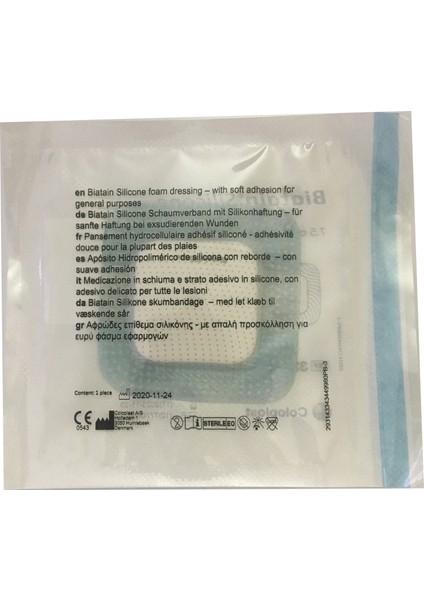 en Biatain Silicone foam dressing – with soft adhesion for
general purposes
de Biatain Silicone Schaumverband mit Silikonhaftung – für
sanfte Haftung bei exsudierenden Wunden
fr Pansement hydrocellulaire adhésif siliconé - adhésivité
douce pour la plupart des plaies
es Apósito Hidropolimérico de silicona con reborde – con
suave adhesión
it Medicazione in schiuma e strato adesivo in silicone, con
adesivo delicato per tutte le lesioni
da Biatain Silikone skumbandage – med let klæb til
væskende sår
gr Αφρώδες επίθεμα σιλικόνης - με απαλή προσκόλληση για
ευρύ φάσμα εφαρμογών
Content: 1 piece
2020-11-24
CE
0543
Coloplast A/S
Holtedam 1
3050 Humlebaek
Denmark
STERILE EO
Biatain
7.5
Coloplast